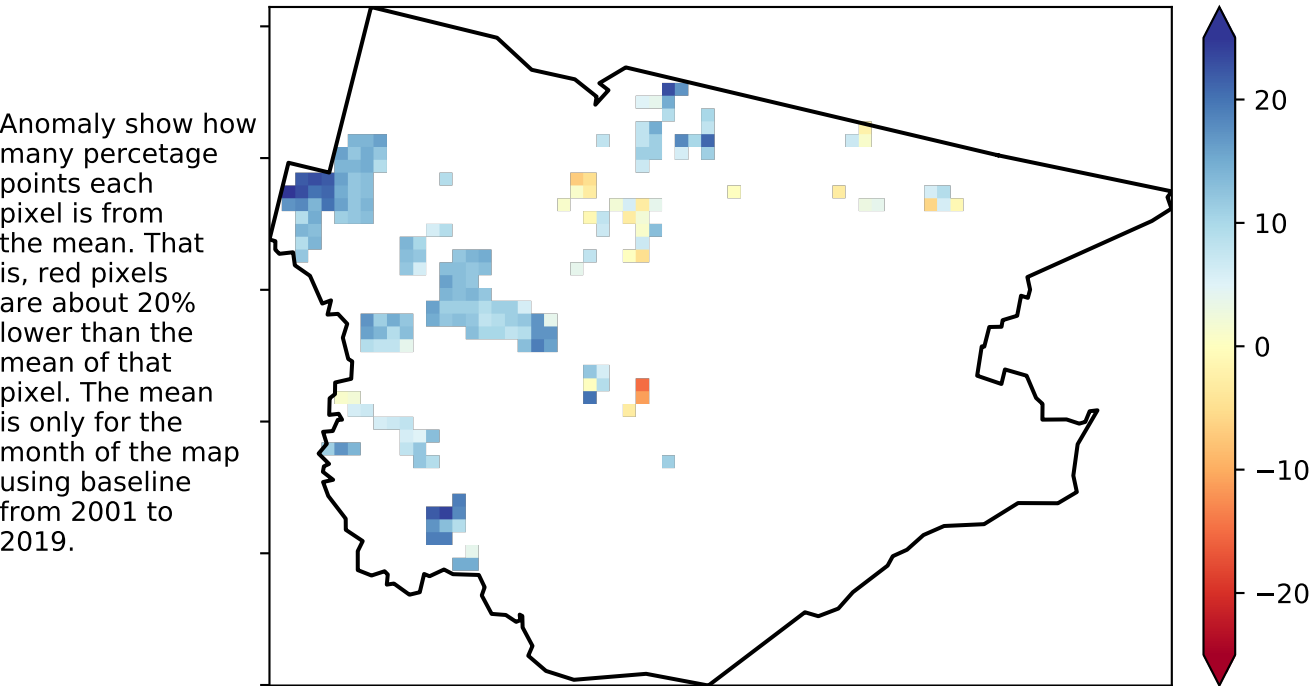 Anomaly show how
many percetage
points each
pixel is from
the mean. That
is, red pixels
are about 20%
lower than the
mean of that
pixel. The mean
is only for the
month of the map
using baseline
from 2001 to
2019.
20
10
0
−10
−20